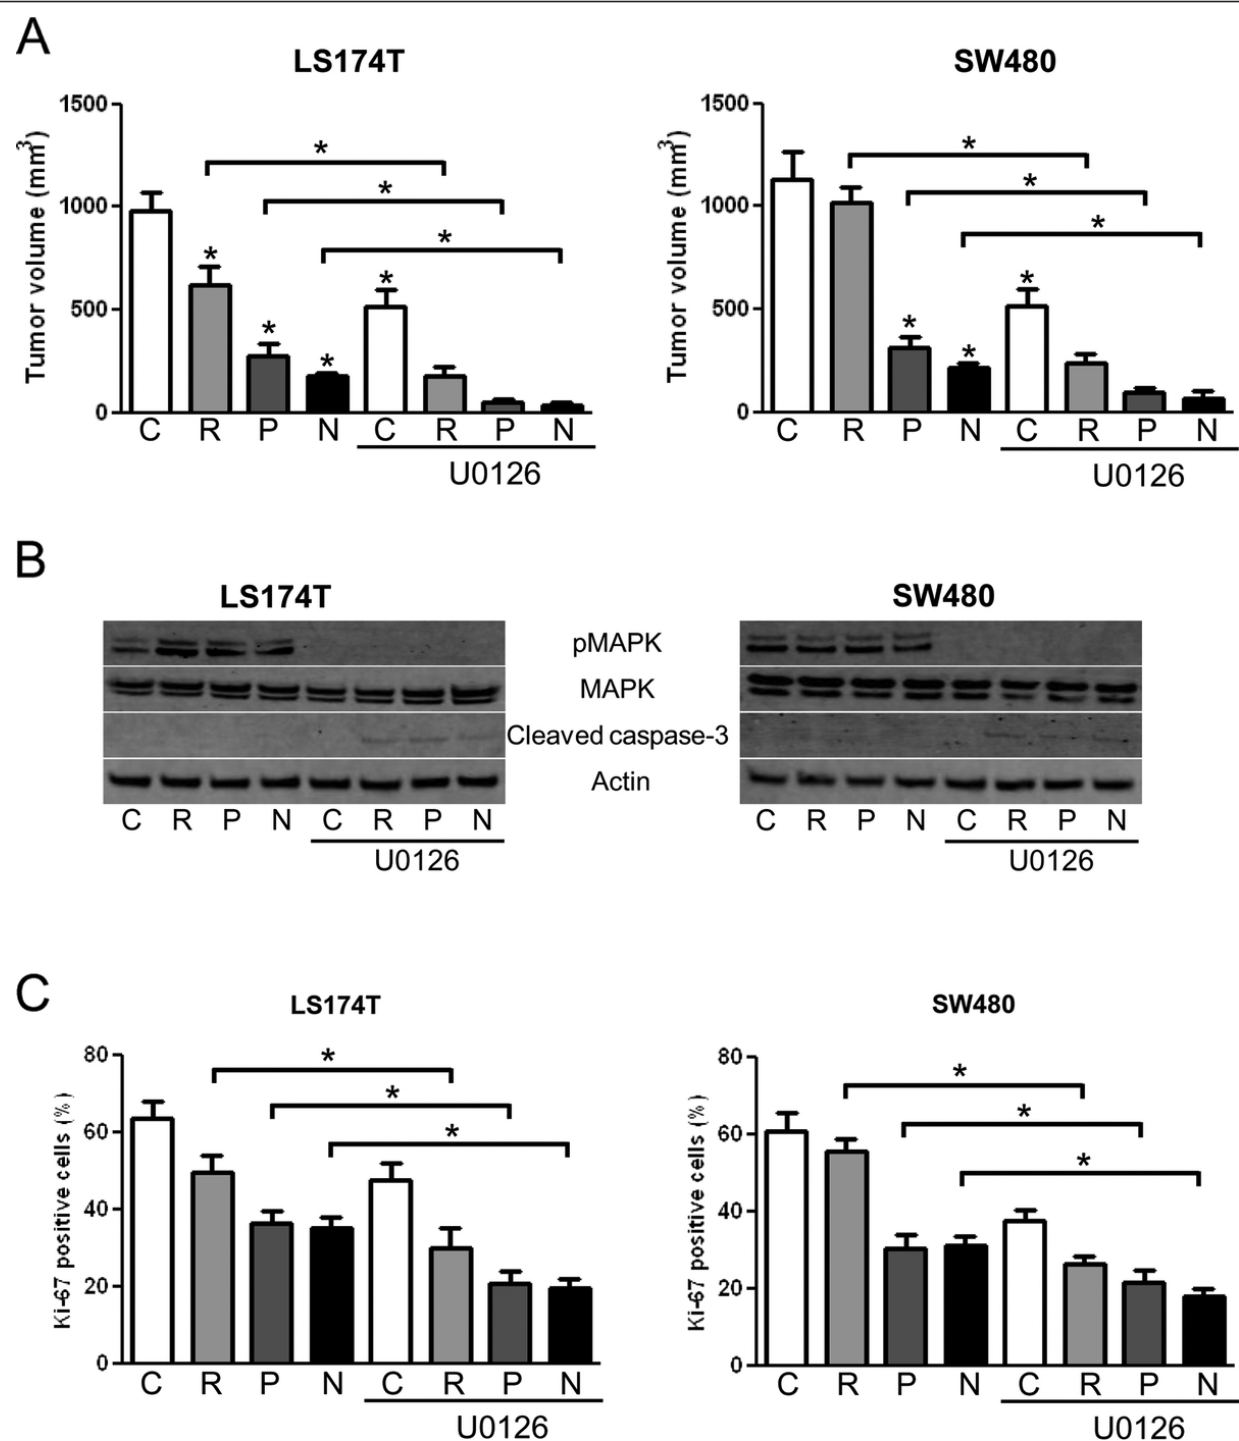 A
LS174T
SW480
Tumor volume (mm3)
1500
1000
500
0
*
*
*
*
*
*
*
C R P N C R P N
U0126
Tumor volume (mm3)
1500
1000
500
0
*
*
*
*
*
*
C R P N C R P N
U0126
B
LS174T
SW480
pMAPK
MAPK
Cleaved caspase-3
Actin
C R P N C R P N
U0126
C R P N C R P N
U0126
C
LS174T
SW480
Ki-67 positive cells (%)
80
60
40
20
0
*
*
*
C R P N C R P N
U0126
Ki-67 positive cells (%)
80
60
40
20
0
*
*
*
C R P N C R P N
U0126